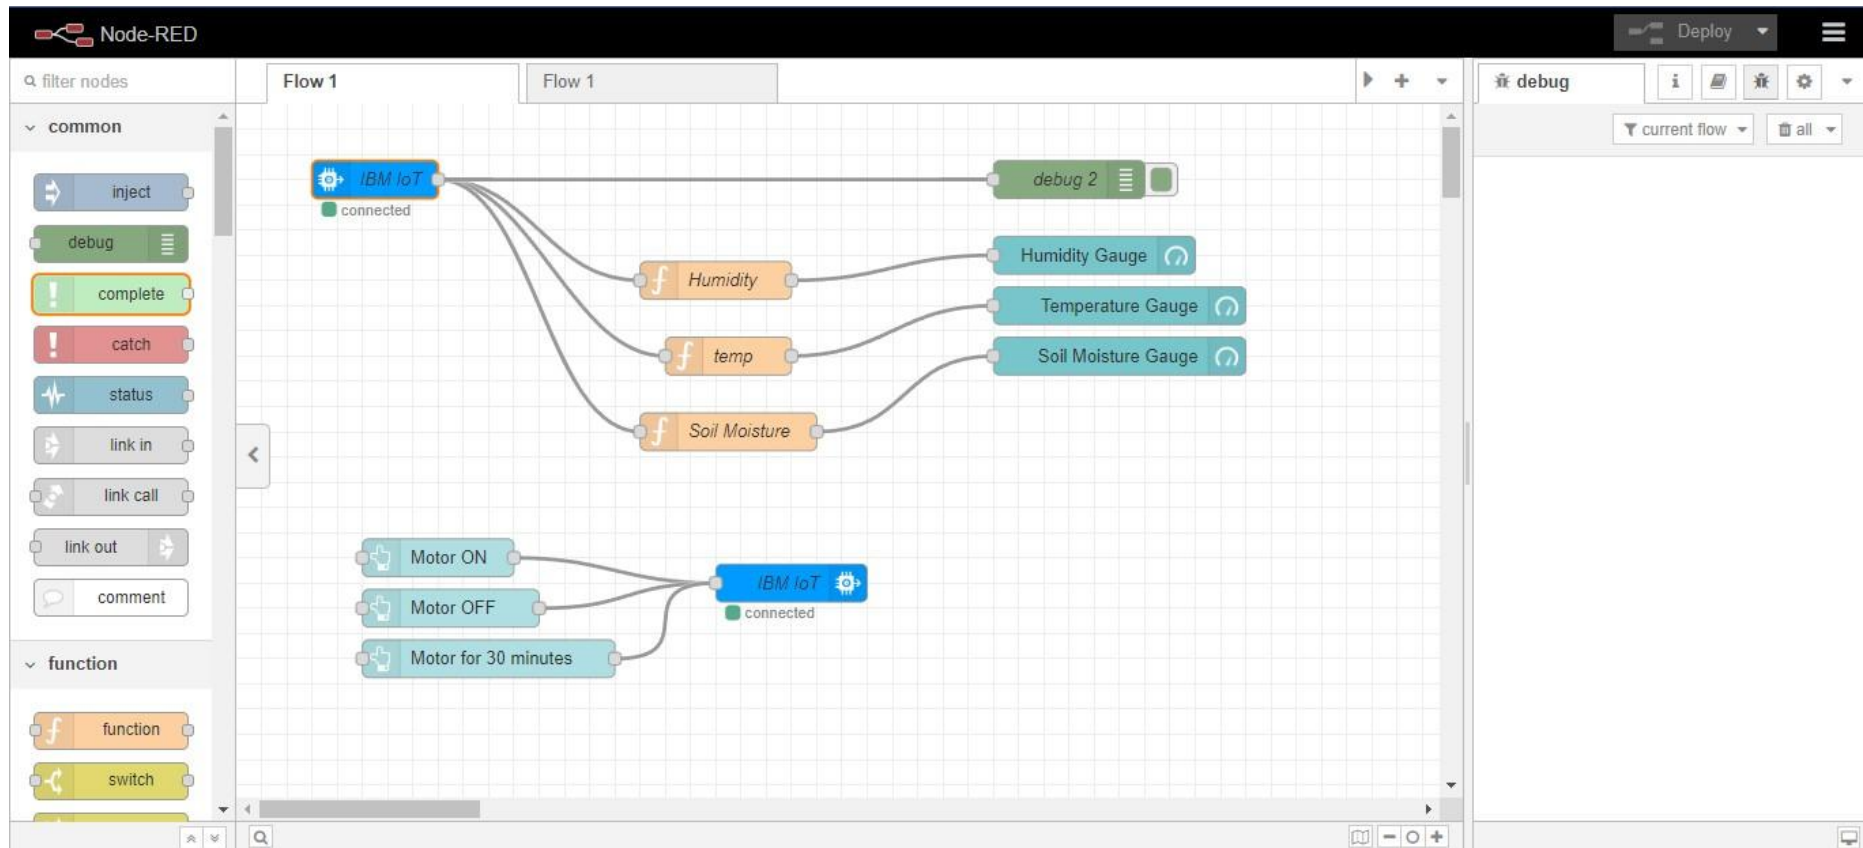 Node-RED
Deploy
filter nodes
Flow 1
Flow 1
debug
i
common
current flow
all
inject
debug
complete
catch
status
link in
link call
link out
comment
function
function
switch
IBM IoT
connected
debug 2
Humidity
Humidity Gauge
temp
Temperature Gauge
Soil Moisture
Soil Moisture Gauge
Motor ON
Motor OFF
Motor for 30 minutes
IBM IoT
connected